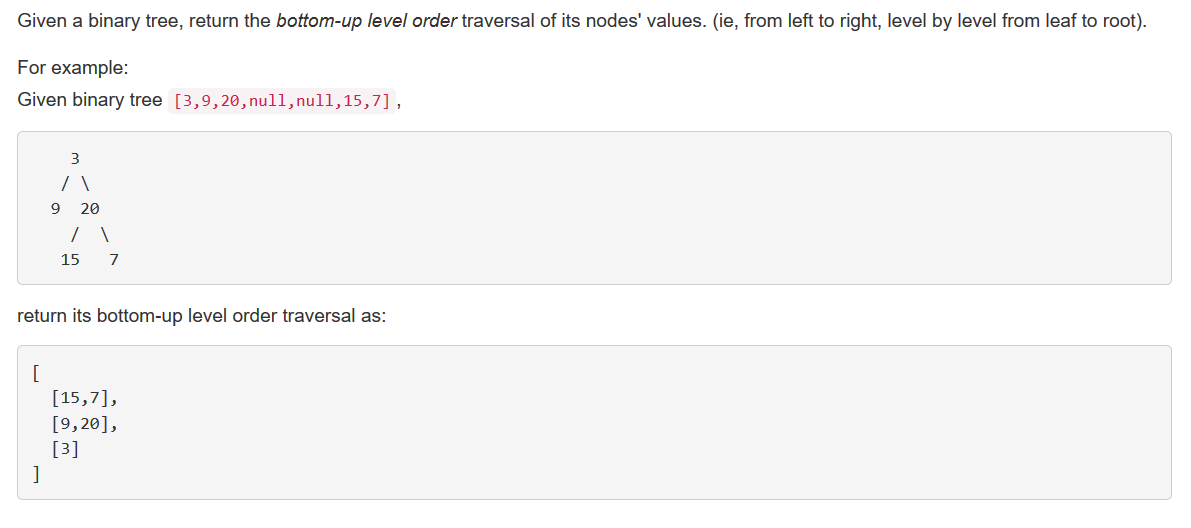 Given a binary tree, return the bottom-up level order traversal of its nodes' values. (ie, from left to right, level by level from leaf to root).
For example:
Given binary tree [3,9,20,null,null,15,7],
3
/ \
9  20
/  \
15   7
return its bottom-up level order traversal as:
[
[15,7],
[9,20],
[3]
]